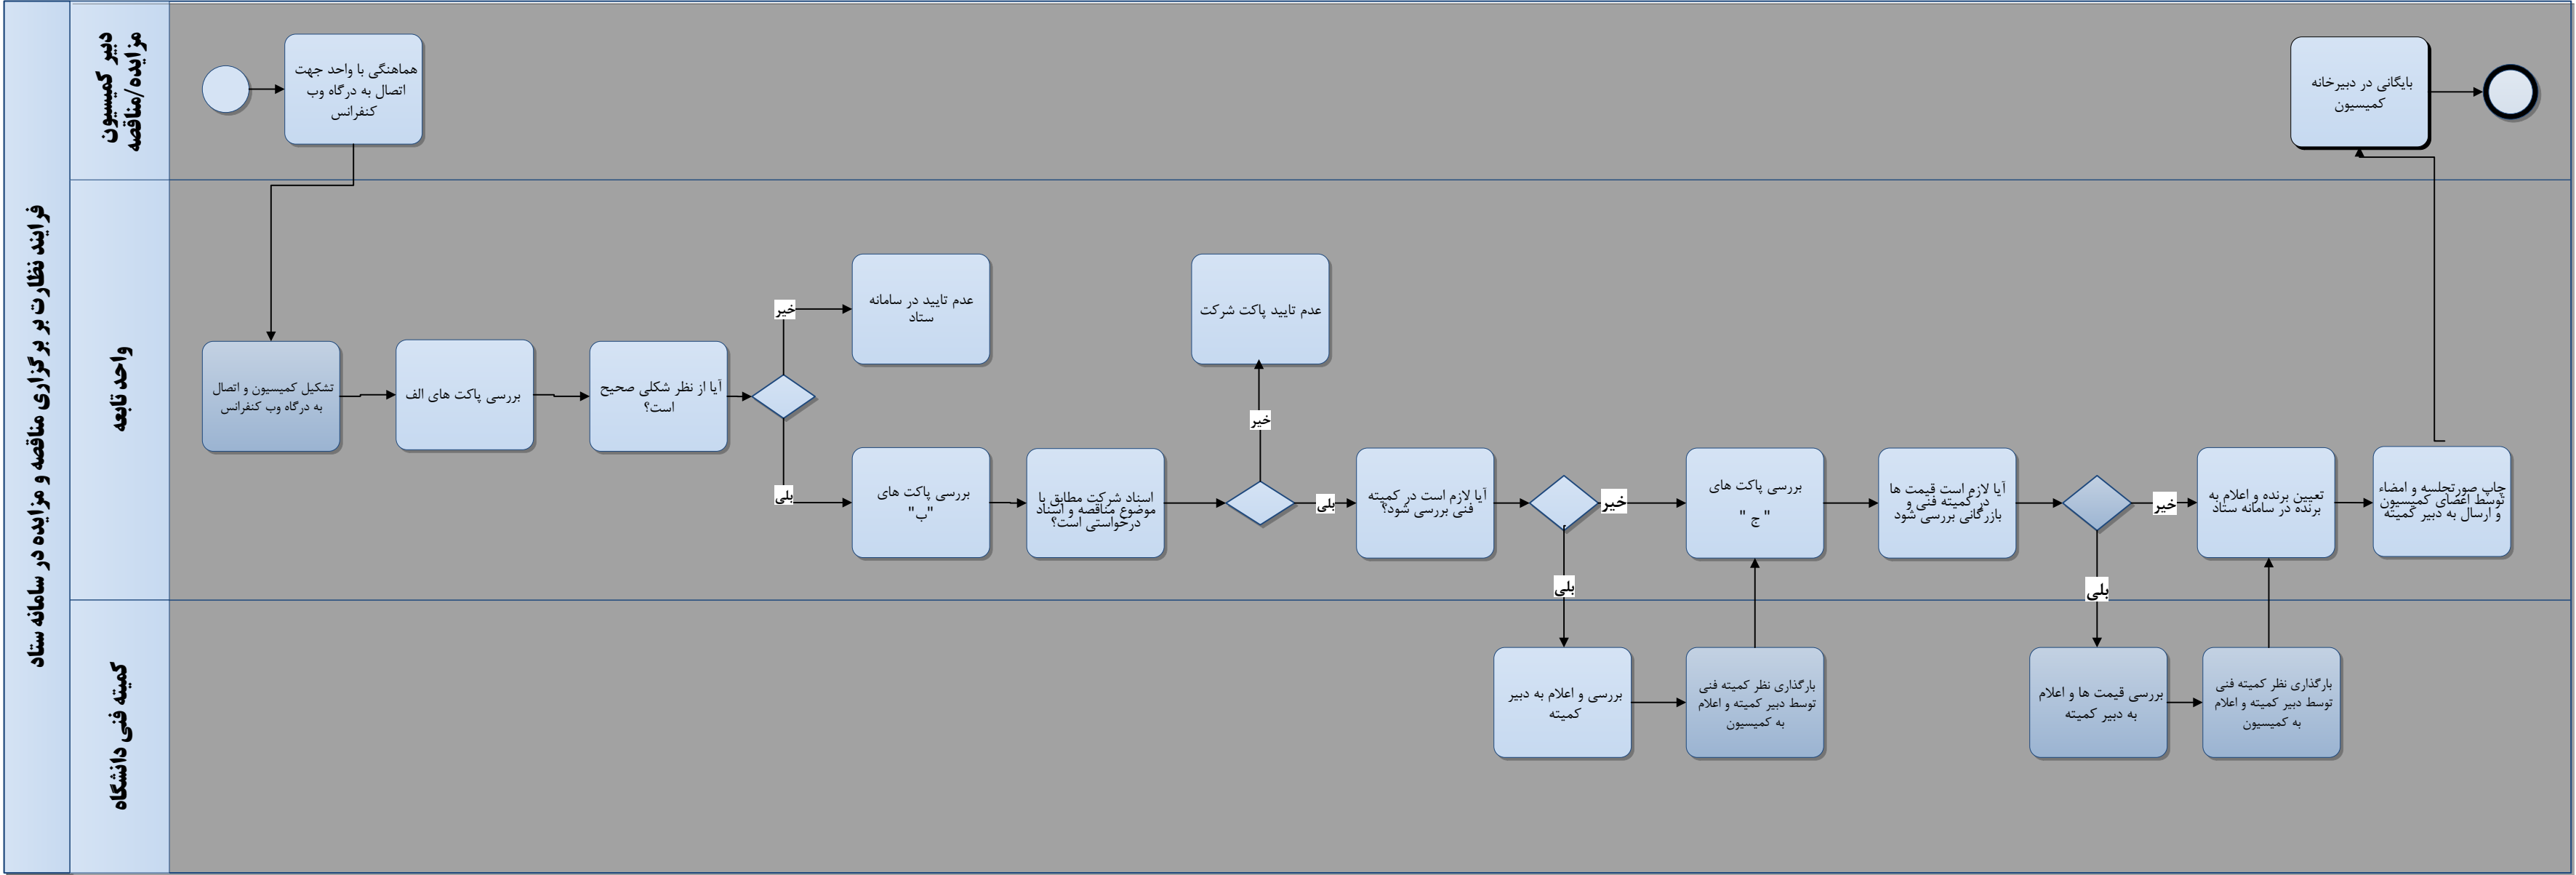 فرایند نظارت بر برگزاری مناقصه و مزایده در سامانه ستاد
دبیر کمیسیون
مزایده/مناقصه
هماهنگی با واحد جهت
اتصال به درگاه وب
کنفرانس
بایگانی در دبیرخانه
کمیسیون
واحد تابعه
تشکیل کمیسیون و اتصال
به درگاه وب کنفرانس
بررسی پاکت های الف
آیا از نظر شکلی صحیح
است؟
خیر
عدم تایید در سامانه
ستاد
بلی
بررسی پاکت های
"ب"
اسناد شرکت مطابق با
موضوع مناقصه و اسناد
درخواستی است؟
خیر
عدم تایید پاکت شرکت
بلی
آیا لازم است در کمیته
فنی بررسی شود؟
خیر
بلی
بررسی پاکت های
" ج "
آیا لازم است قیمت ها
در کمیته فنی و
بازرگانی بررسی شود
خیر
بلی
تعیین برنده و اعلام به
برنده در سامانه ستاد
چاپ صورتجلسه و امضاء
توسط اعضای کمیسیون
و ارسال به دبیر کمیته
کمیته فنی دانشگاه
بررسی و اعلام به دبیر
کمیته
بارگذاری نظر کمیته فنی
توسط دبیر کمیته و اعلام
به کمیسیون
بررسی قیمت ها و اعلام
به دبیر کمیته
بارگذاری نظر کمیته فنی
توسط دبیر کمیته و اعلام
به کمیسیون